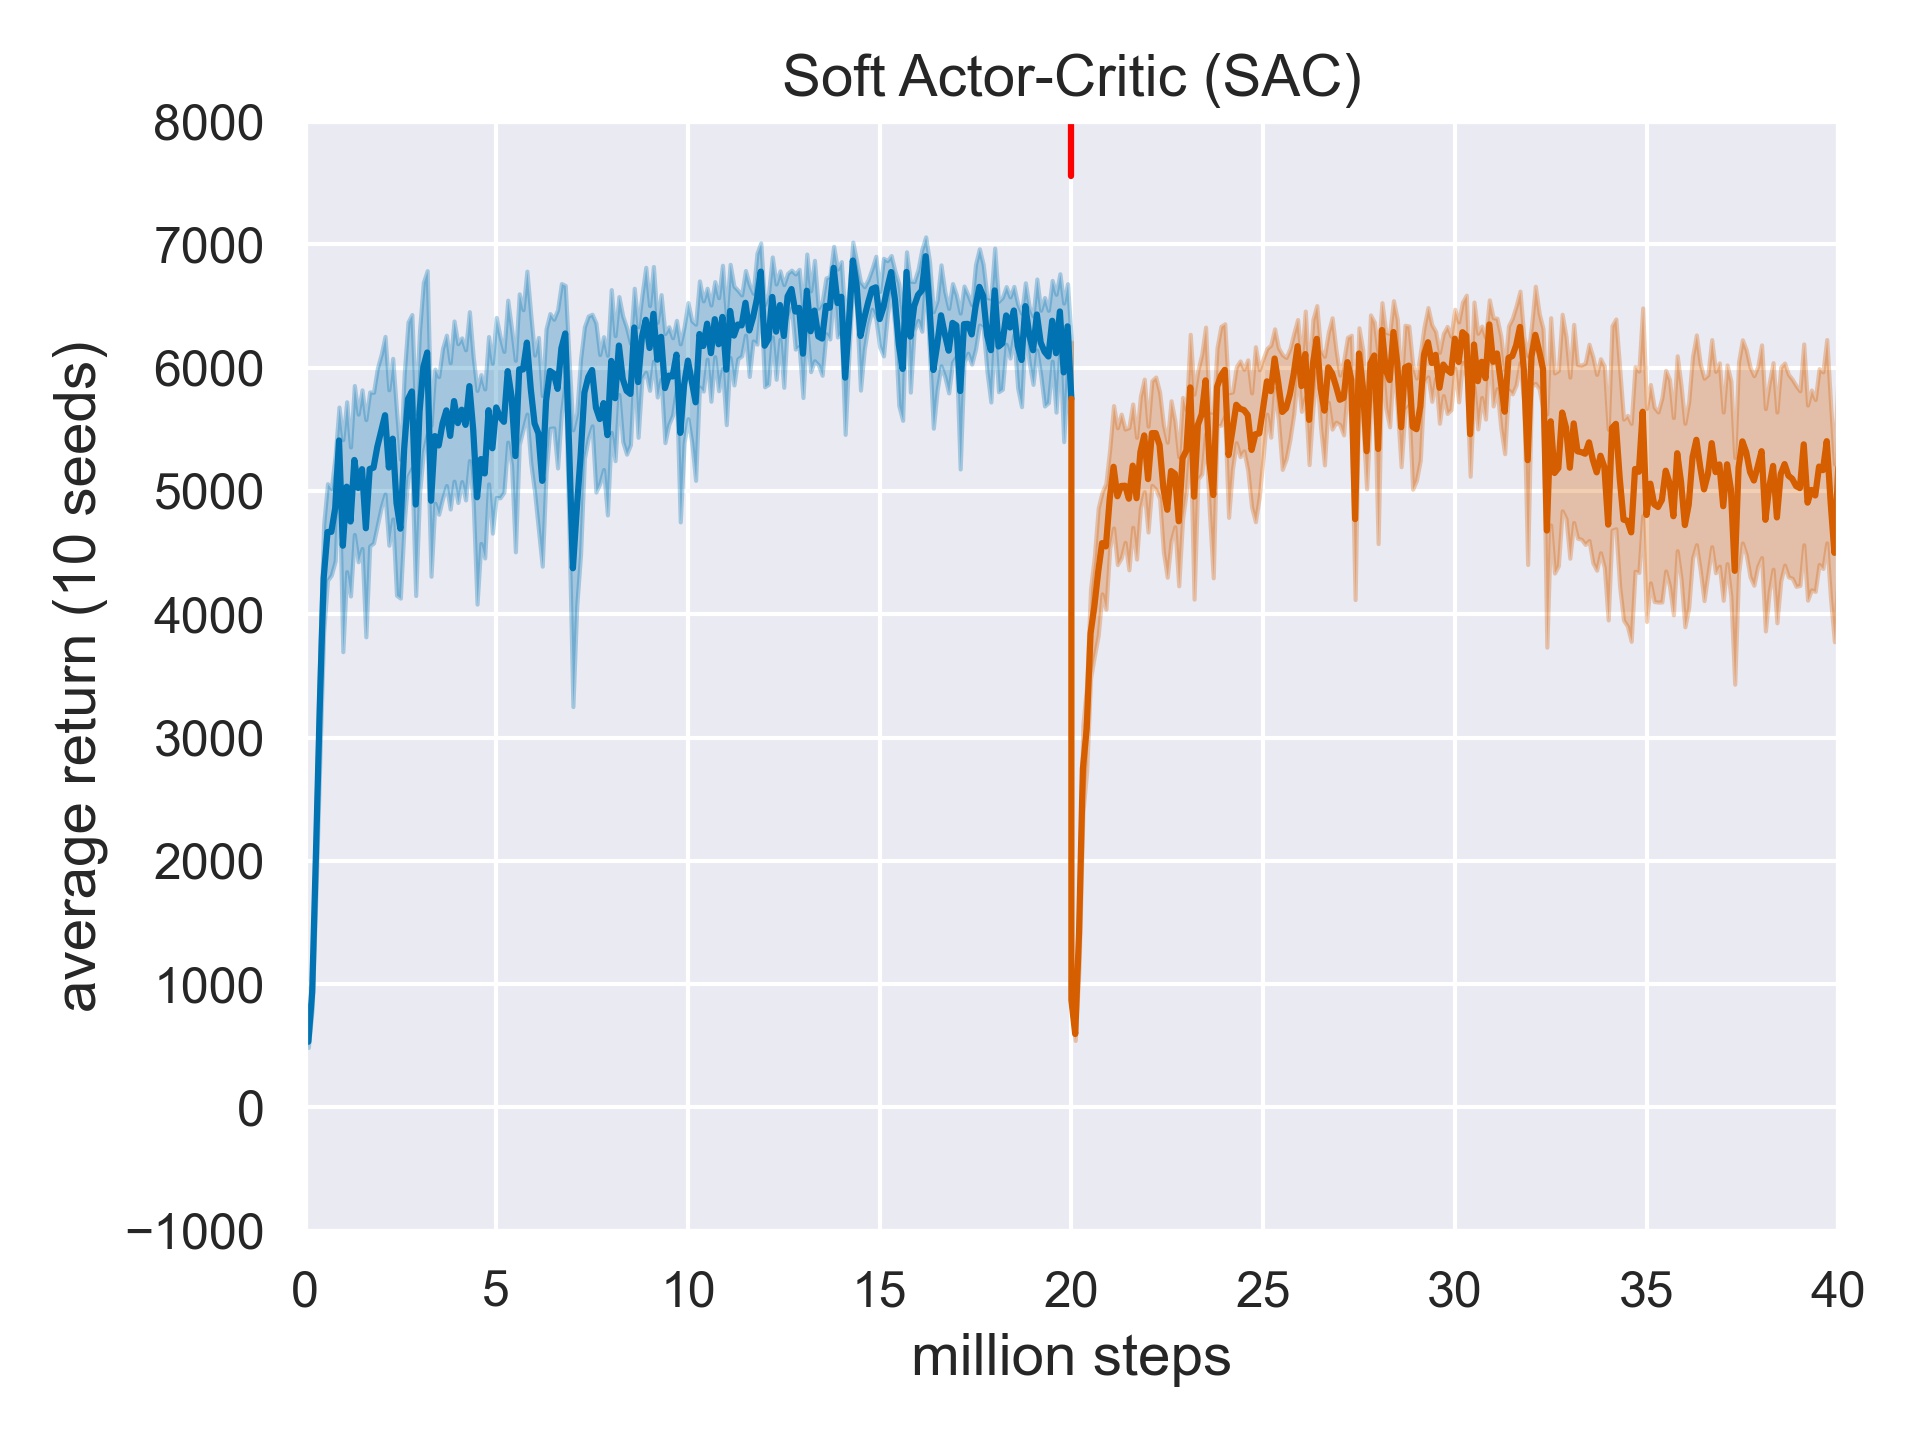 Soft Actor-Critic (SAC)
8000
7000
6000
5000
4000
3000
2000
1000
0
−1000
average return (10 seeds)
0 5 10 15 20 25 30 35 40
million steps